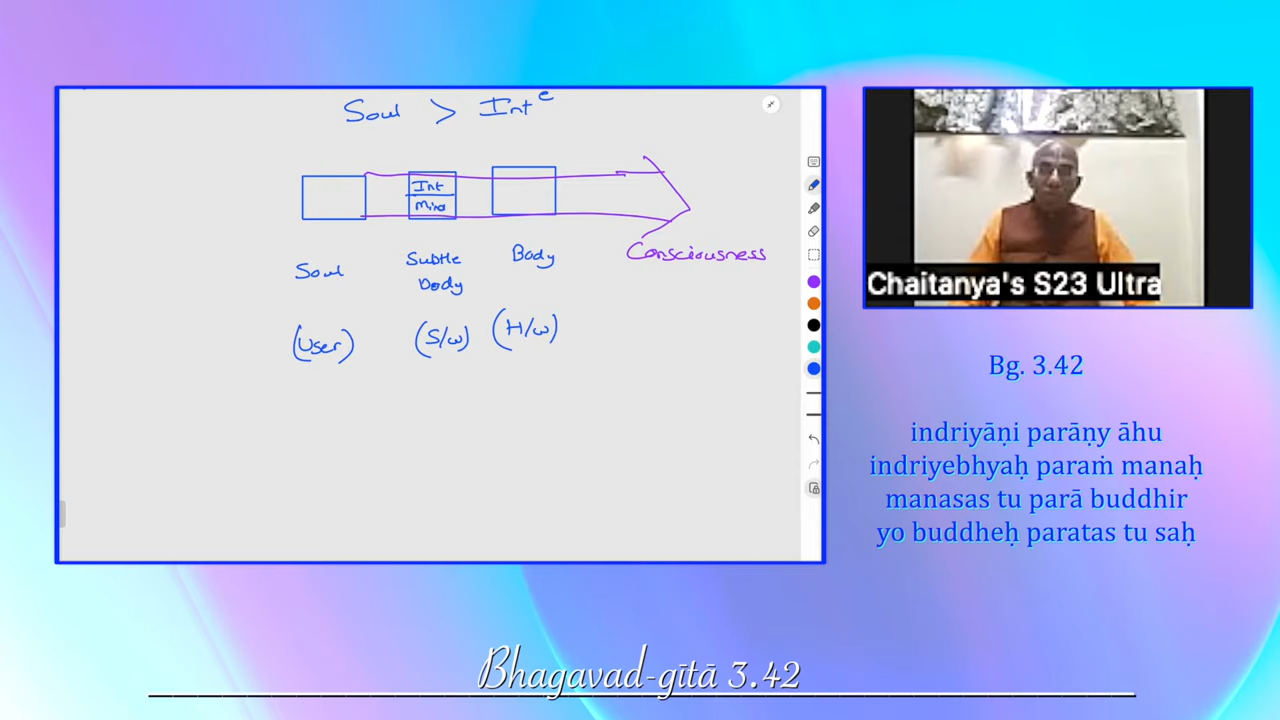 Soul > Int e
Int
Mind
Soul
Subtle
body
Body
Consciousness
(User)
(S/w)
(H/w)
Chaitanya's S23 Ultra
Bg. 3.42
indriyāṇi parāṇy āhu
indriyebhyaḥ paraṁ manaḥ
manasas tu parā buddhir
yo buddheḥ paratas tu saḥ
Bhagavad-gītā 3.42